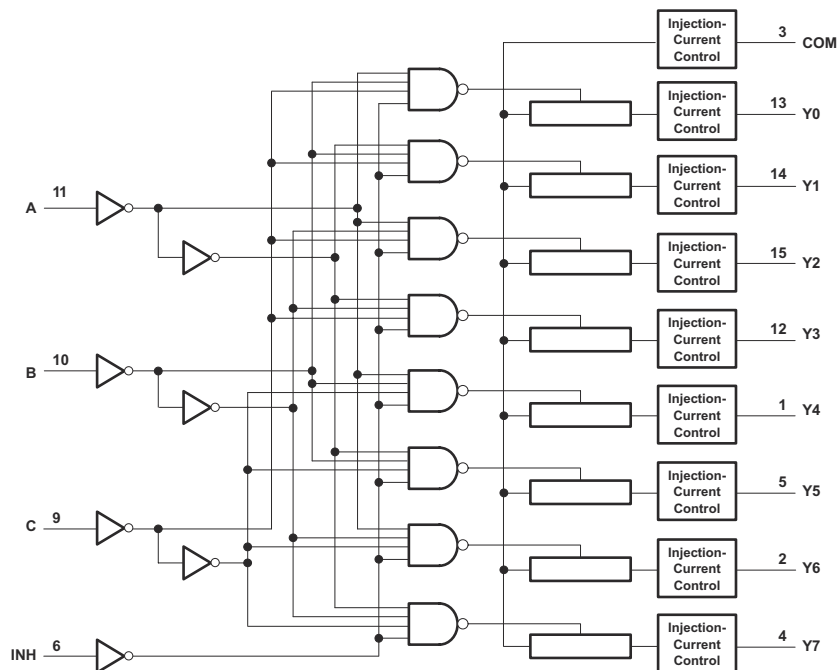 Injection-
Current
Control
3
COM
Injection-
Current
Control
13
Y0
Injection-
Current
Control
14
Y1
A
11
Injection-
Current
Control
15
Y2
Injection-
Current
Control
12
Y3
B
10
Injection-
Current
Control
1
Y4
Injection-
Current
Control
5
Y5
C
9
Injection-
Current
Control
2
Y6
INH
6
Injection-
Current
Control
4
Y7